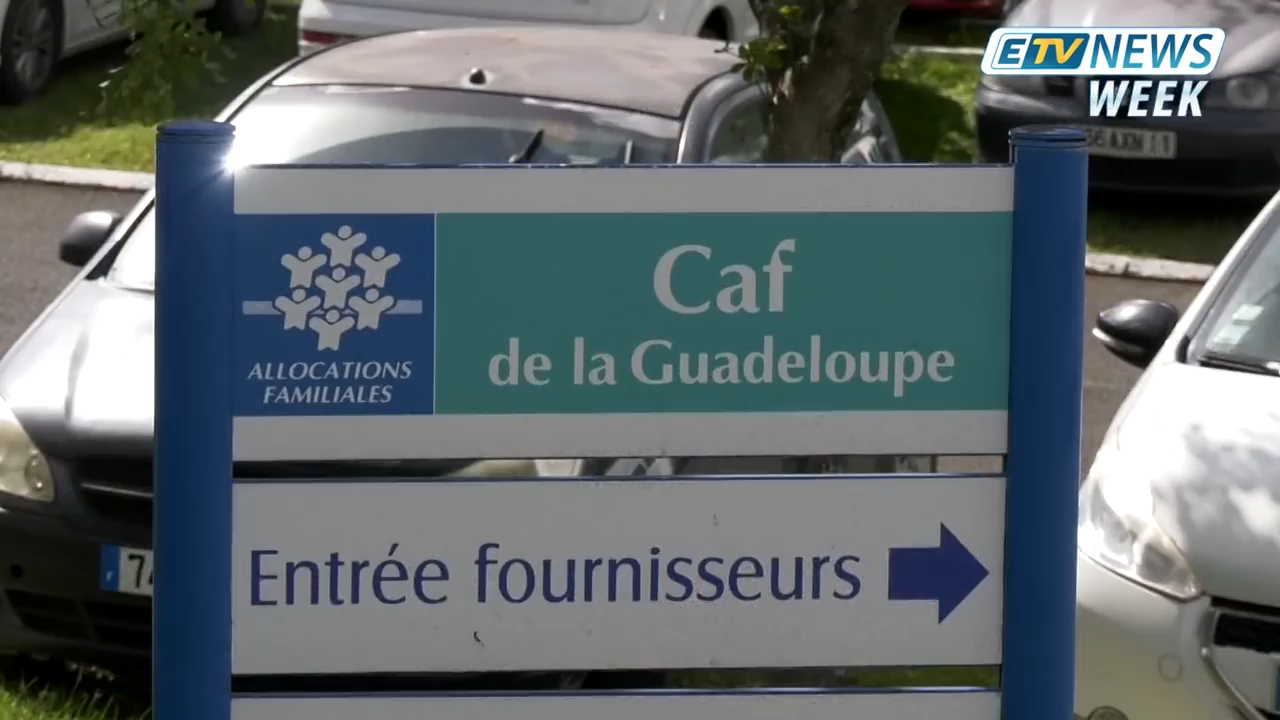 ETV NEWS
WEEK
ALLOCATIONS
FAMILIALES
Caf
de la Guadeloupe
Entrée fournisseurs